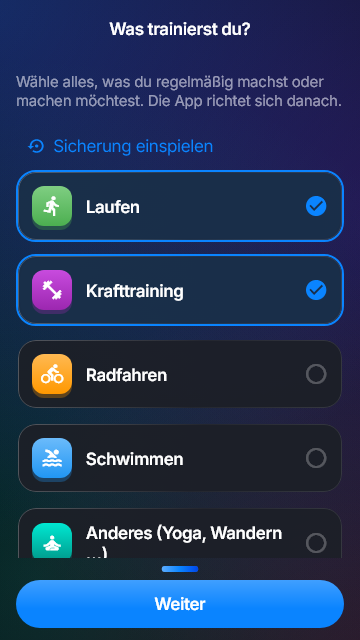 Was trainierst du?
Wähle alles, was du regelmäßig machst oder
machen möchtest. Die App richtet sich danach.
Sicherung einspielen
Laufen
Krafttraining
Radfahren
Schwimmen
Anderes (Yoga, Wandern
...)
Weiter